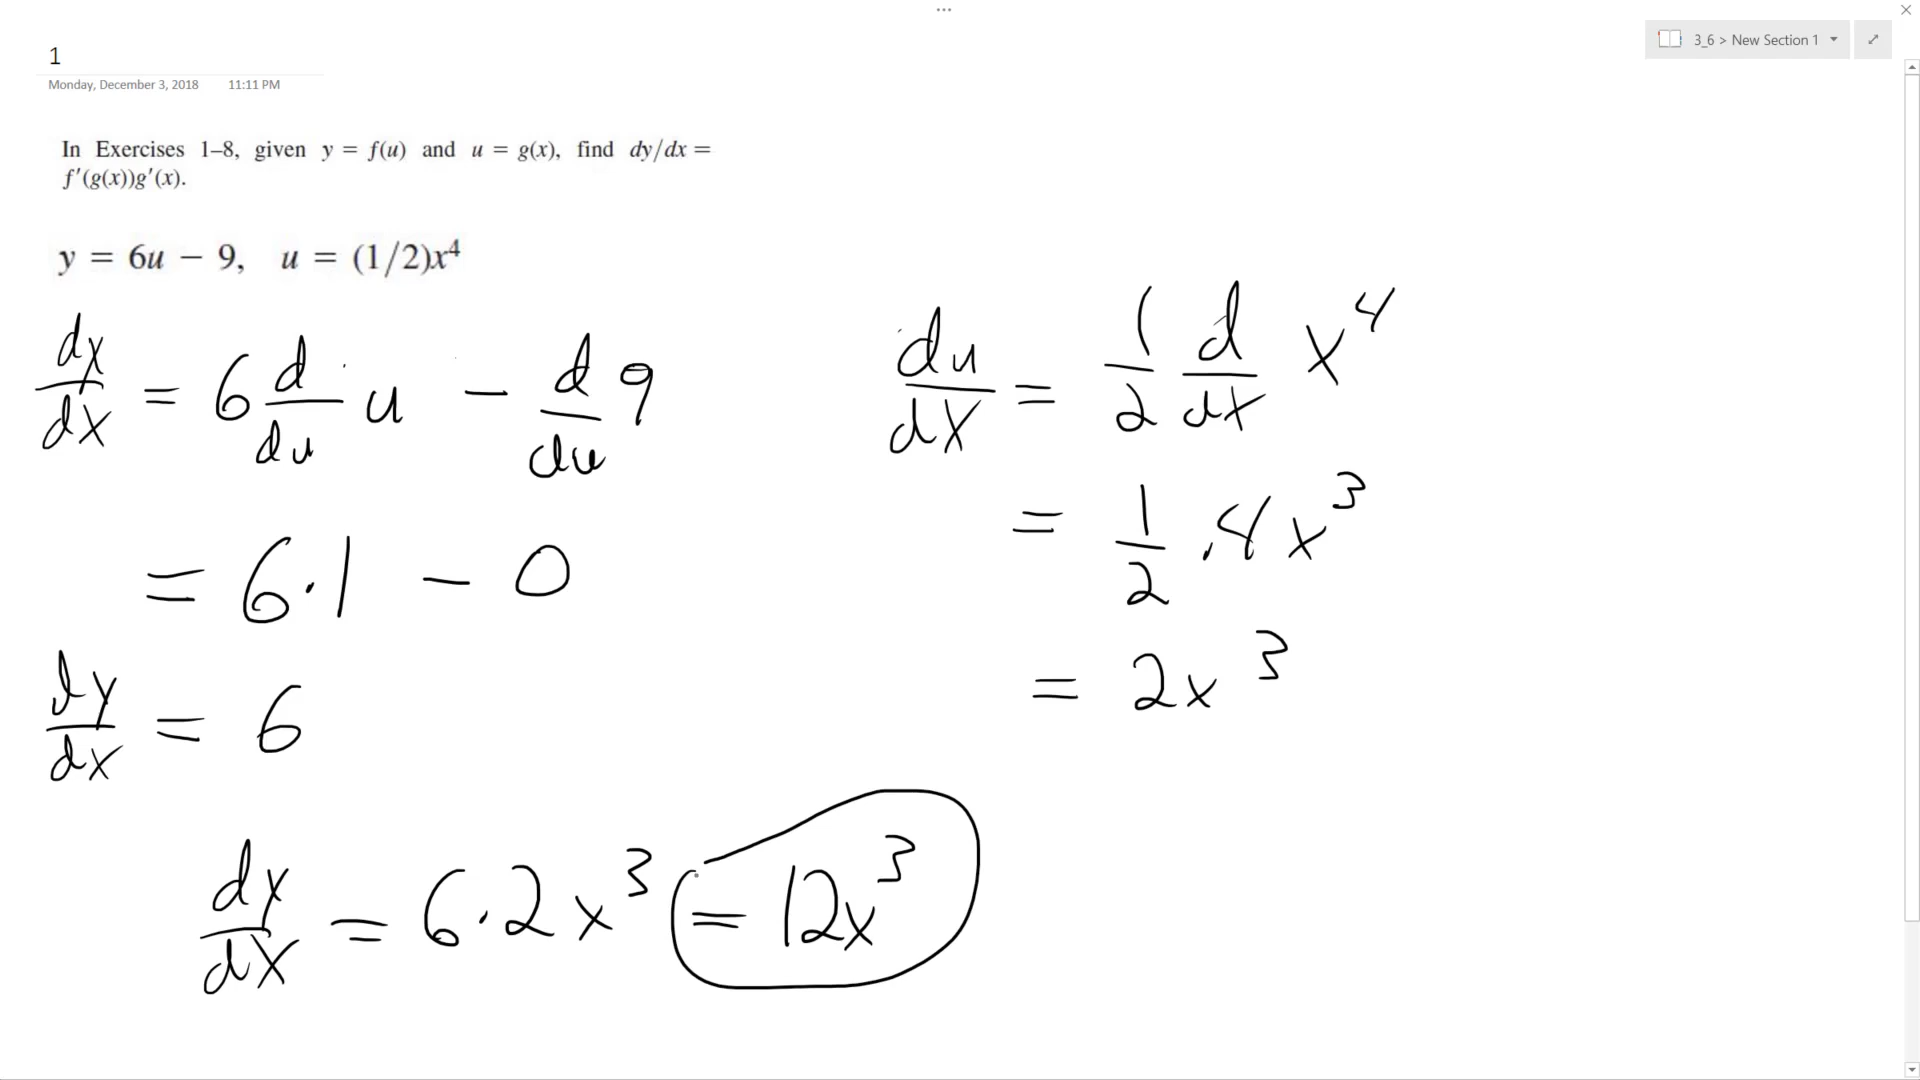 ...
3_6 > New Section 1
1
Monday, December 3, 2018 11:11 PM
In Exercises 1–8, given y = f(u) and u = g(x), find dy/dx =
f′(g(x))g′(x).
y = 6u − 9, u = (1/2)x⁴
dy/dx = 6 d/du u − d/du 9
= 6·1 − 0
dy/dx = 6
du/dx = 1/2 d/dx x⁴
= 1/2 · 4x³
= 2x³
dy/dx = 6·2x³ = 12x³